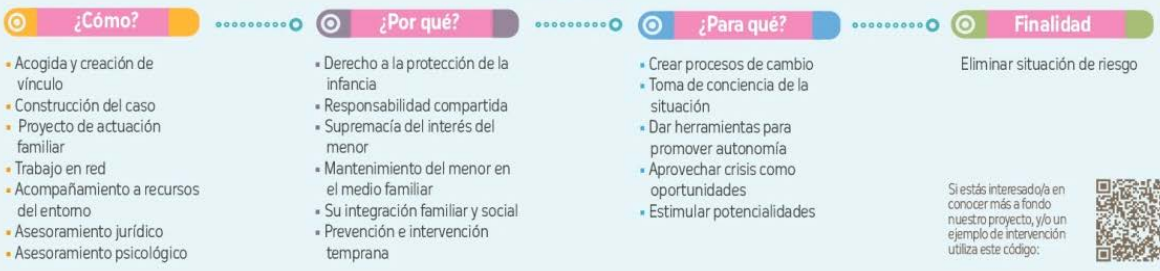 ¿Cómo?
Acogida y creación de
vínculo
Construcción del caso
Proyecto de actuación
familiar
Trabajo en red
Acompañamiento a recursos
del entorno
Asesoramiento jurídico
Asesoramiento psicológico
¿Por qué?
Derecho a la protección de la
infancia
Responsabilidad compartida
Supremacía del interés del
menor
Mantenimiento del menor en
el medio familiar
Su integración familiar y social
Prevención e intervención
temprana
¿Para qué?
Crear procesos de cambio
Toma de conciencia de la
situación
Dar herramientas para
promover autonomía
Aprovechar crisis como
oportunidades
Estimular potencialidades
Finalidad
Eliminar situación de riesgo
Si estás interesado/a en
conocer más a fondo
nuestro proyecto, y/o un
ejemplo de intervención
utiliza este código: